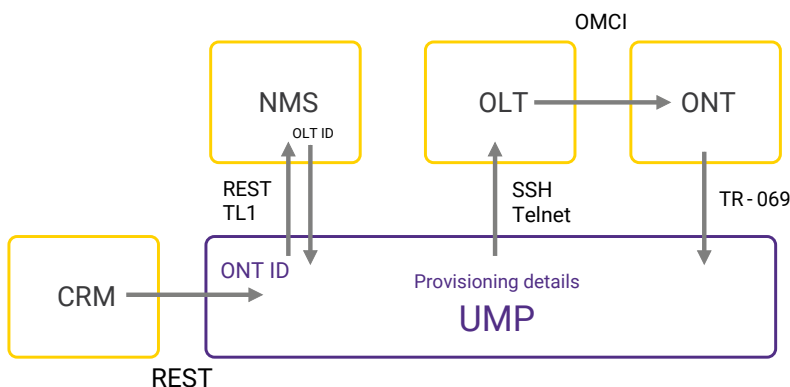 OMCI
NMS
OLT ID
OLT
ONT
REST
TL1
SSH
Telnet
TR-069
CRM
ONT ID
Provisioning details
UMP
REST